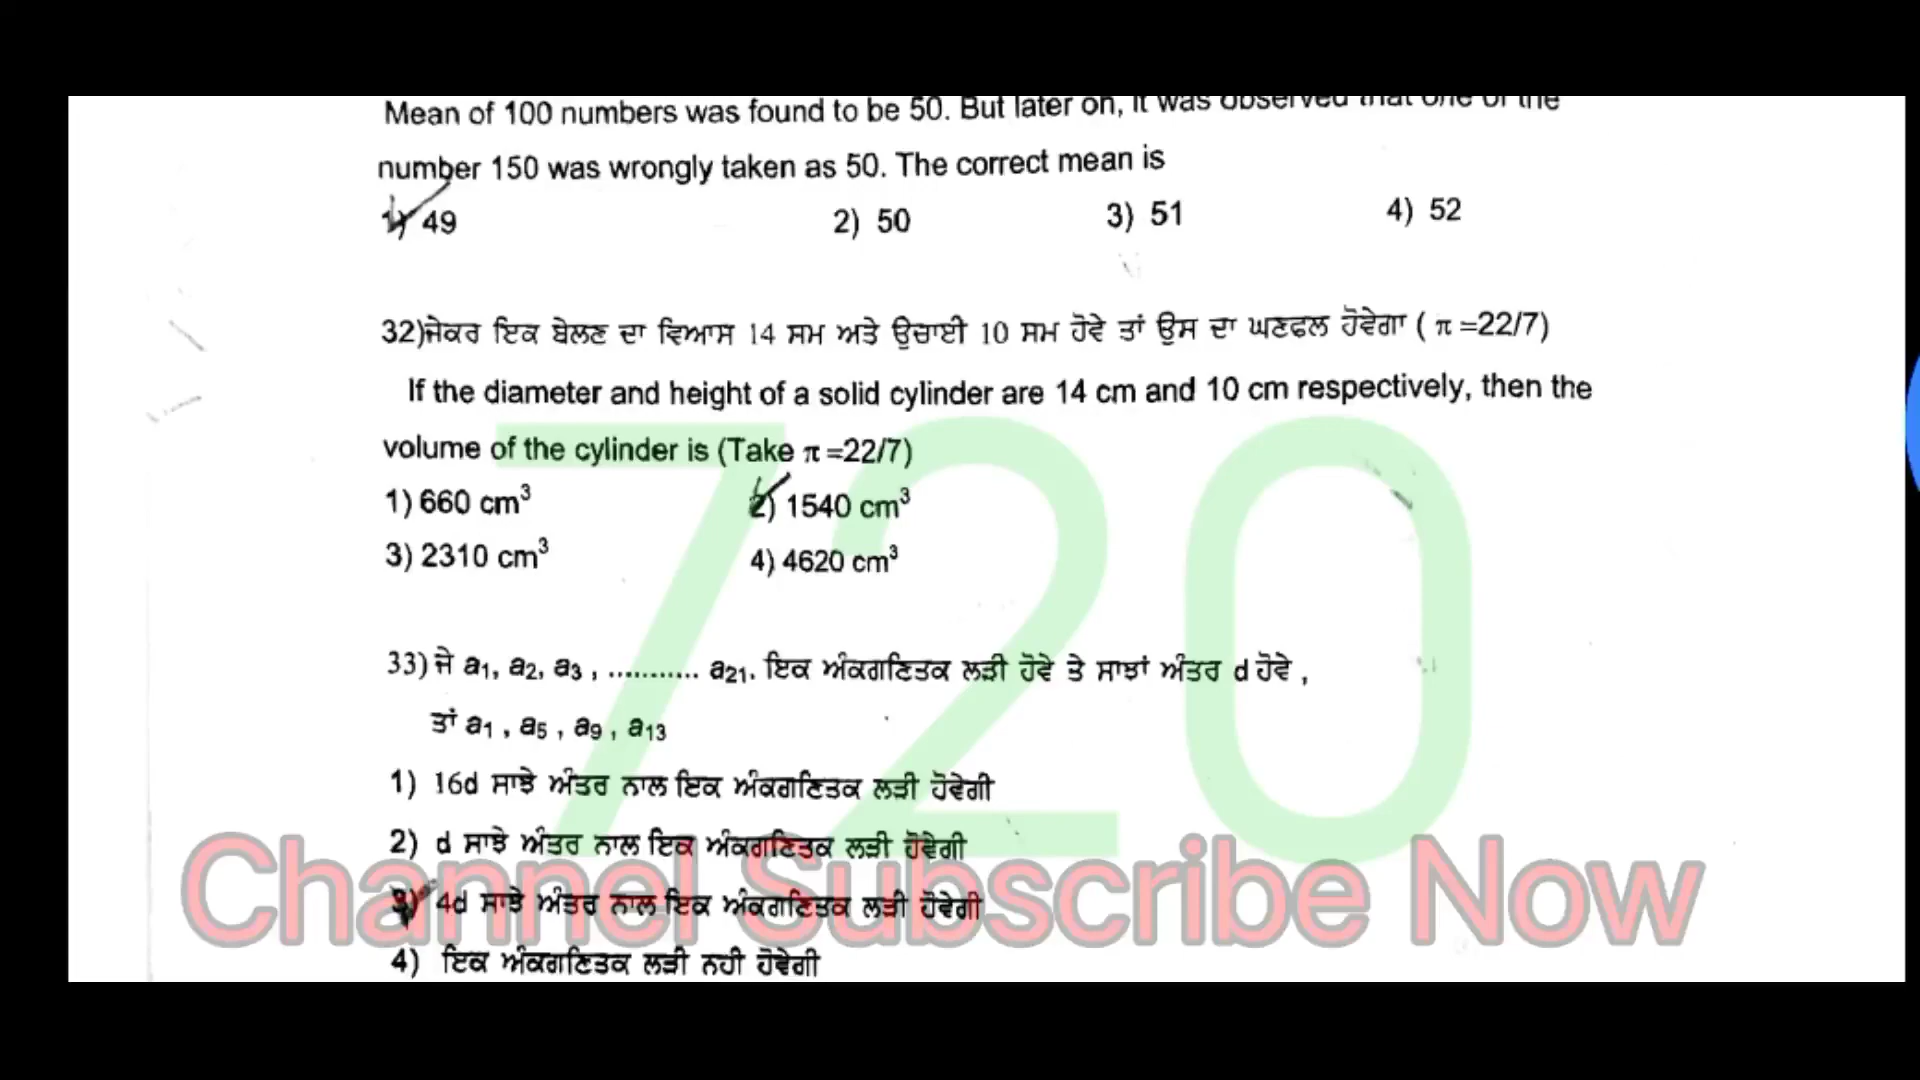 Mean of 100 numbers was found to be 50. But later on, it was observed that one of the
number 150 was wrongly taken as 50. The correct mean is
1) 49 2) 50 3) 51 4) 52
32)ਜੇਕਰ ਇਕ ਬੇਲਣ ਦਾ ਵਿਆਸ 14 ਸਮ ਅਤੇ ਉਚਾਈ 10 ਸਮ ਹੋਵੇ ਤਾਂ ਉਸ ਦਾ ਘਣਫਲ ਹੋਵੇਗਾ ( π =22/7)
If the diameter and height of a solid cylinder are 14 cm and 10 cm respectively, then the
volume of the cylinder is (Take π =22/7)
1) 660 cm³ 2) 1540 cm³
3) 2310 cm³ 4) 4620 cm³
33) ਜੇ a₁, a₂, a₃ , ........... a₂₁. ਇਕ ਅੰਕਗਣਿਤਕ ਲੜੀ ਹੋਵੇ ਤੇ ਸਾਝਾਂ ਅੰਤਰ d ਹੋਵੇ ,
ਤਾਂ a₁ , a₅ , a₉ , a₁₃
1) 16d ਸਾਝੇ ਅੰਤਰ ਨਾਲ ਇਕ ਅੰਕਗਣਿਤਕ ਲੜੀ ਹੋਵੇਗੀ
2) d ਸਾਝੇ ਅੰਤਰ ਨਾਲ ਇਕ ਅੰਕਗਣਿਤਕ ਲੜੀ ਹੋਵੇਗੀ
3) 4d ਸਾਝੇ ਅੰਤਰ ਨਾਲ ਇਕ ਅੰਕਗਣਿਤਕ ਲੜੀ ਹੋਵੇਗੀ
4) ਇਕ ਅੰਕਗਣਿਤਕ ਲੜੀ ਨਹੀ ਹੋਵੇਗੀ
720
Channel Subscribe Now